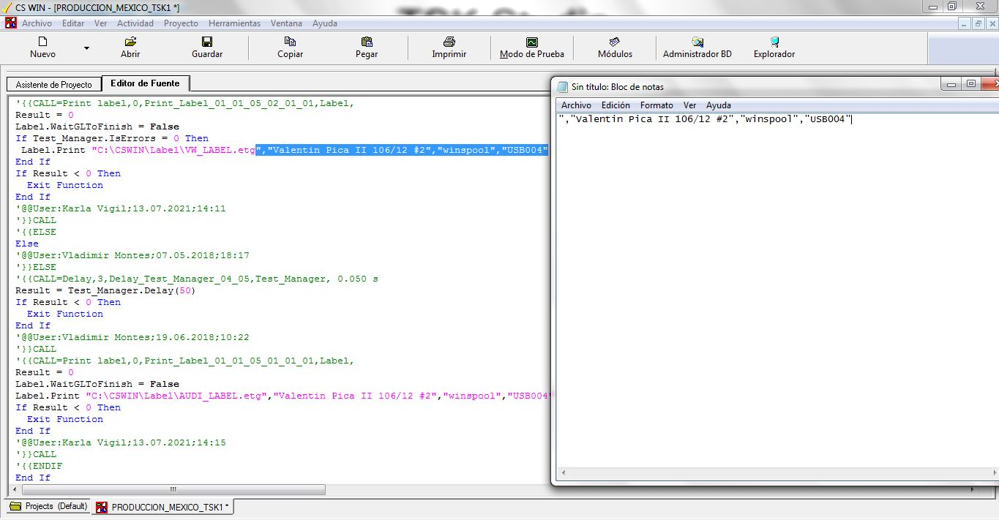 CS WIN - [PRODUCCION_MEXICO_TSK1 *]
Archivo Editar Ver Actividad Proyecto Herramientas Ventana Ayuda
Nuevo Abrir Guardar Copiar Pegar Imprimir Modo de Prueba Módulos Administrador BD Explorador
Asistente de Proyecto Editor de Fuente
'{{CALL=Print label,0,Print_Label_01_01_05_02_01_01,Label,
Result = 0
Label.WaitGLToFinish = False
If Test_Manager.IsErrors = 0 Then
Label.Print "C:\CSWIN\Label\VW_LABEL.etg","Valentin Pica II 106/12 #2","winspool","USB004"
End If
If Result < 0 Then
Exit Function
End If
'@@User:Karla Vigil;13.07.2021;14:11
'}}CALL
'{{ELSE
Else
'@@User:Vladimir Montes;07.05.2018;18:17
'}}ELSE
'{{CALL=Delay,3,Delay_Test_Manager_04_05,Test_Manager, 0.050 s
Result = Test_Manager.Delay(50)
If Result < 0 Then
Exit Function
End If
'@@User:Vladimir Montes;19.06.2018;10:22
'}}CALL
'{{CALL=Print label,0,Print_Label_01_01_05_01_01_01,Label,
Result = 0
Label.WaitGLToFinish = False
Label.Print "C:\CSWIN\Label\AUDI_LABEL.etg","Valentin Pica II 106/12 #2","winspool","USB004"
If Result < 0 Then
Exit Function
End If
'@@User:Karla Vigil;13.07.2021;14:15
'}}CALL
'{{ENDIF
End If
Projects (Default) PRODUCCION_MEXICO_TSK1 *
Sin título: Bloc de notas
Archivo Edición Formato Ver Ayuda
","Valentin Pica II 106/12 #2","winspool","USB004"